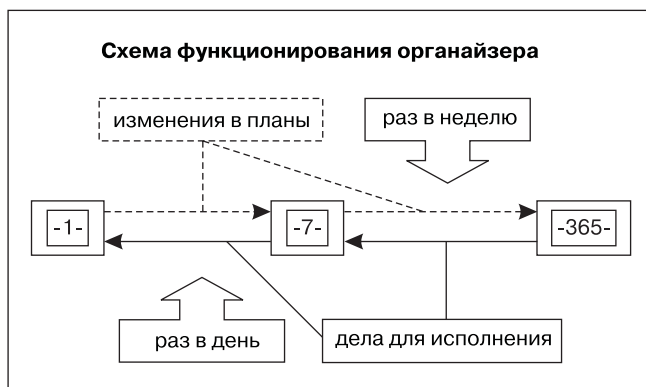 Схема функционирования органайзера
изменения в планы
раз в неделю
-1-
-7-
-365-
раз в день
дела для исполнения